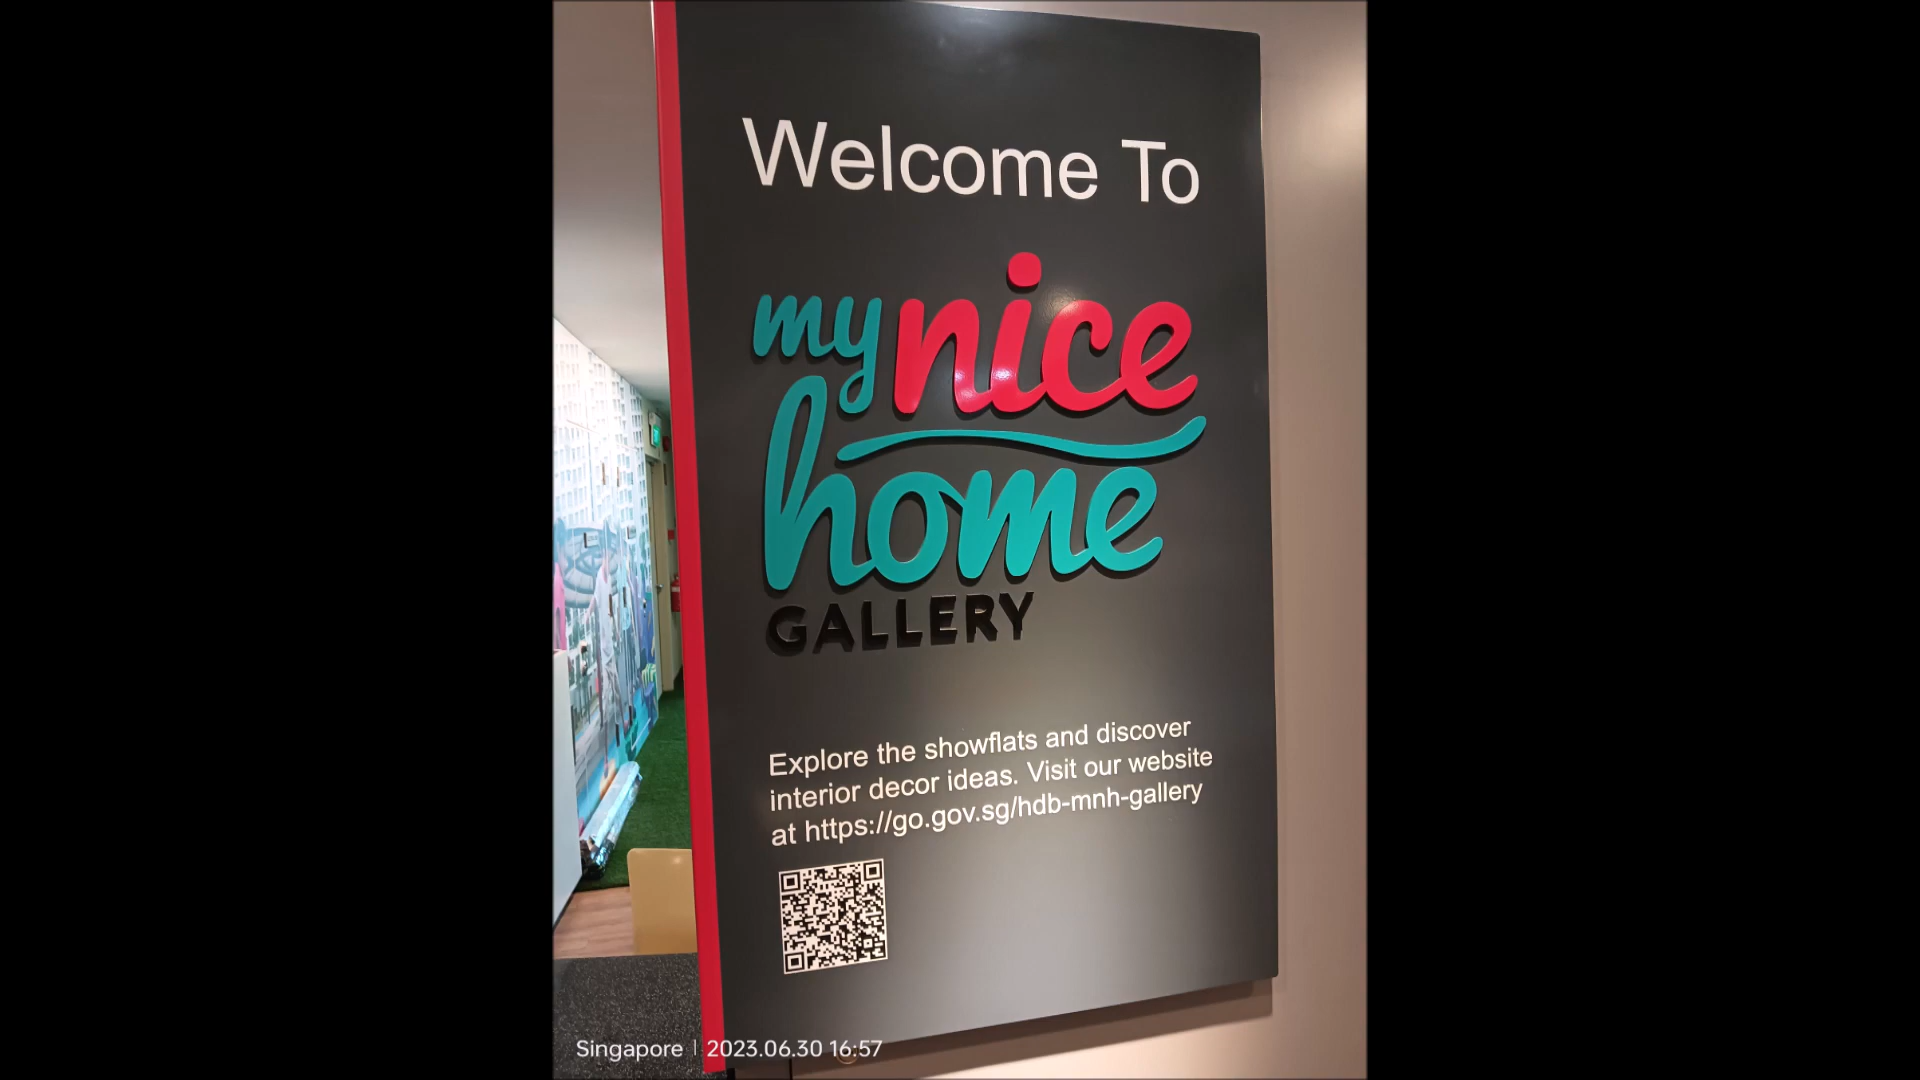 Welcome To
my nice
home
GALLERY
Explore the showflats and discover
interior decor ideas. Visit our website
at https://go.gov.sg/hdb-mnh-gallery
Singapore | 2023.06.30 16:57